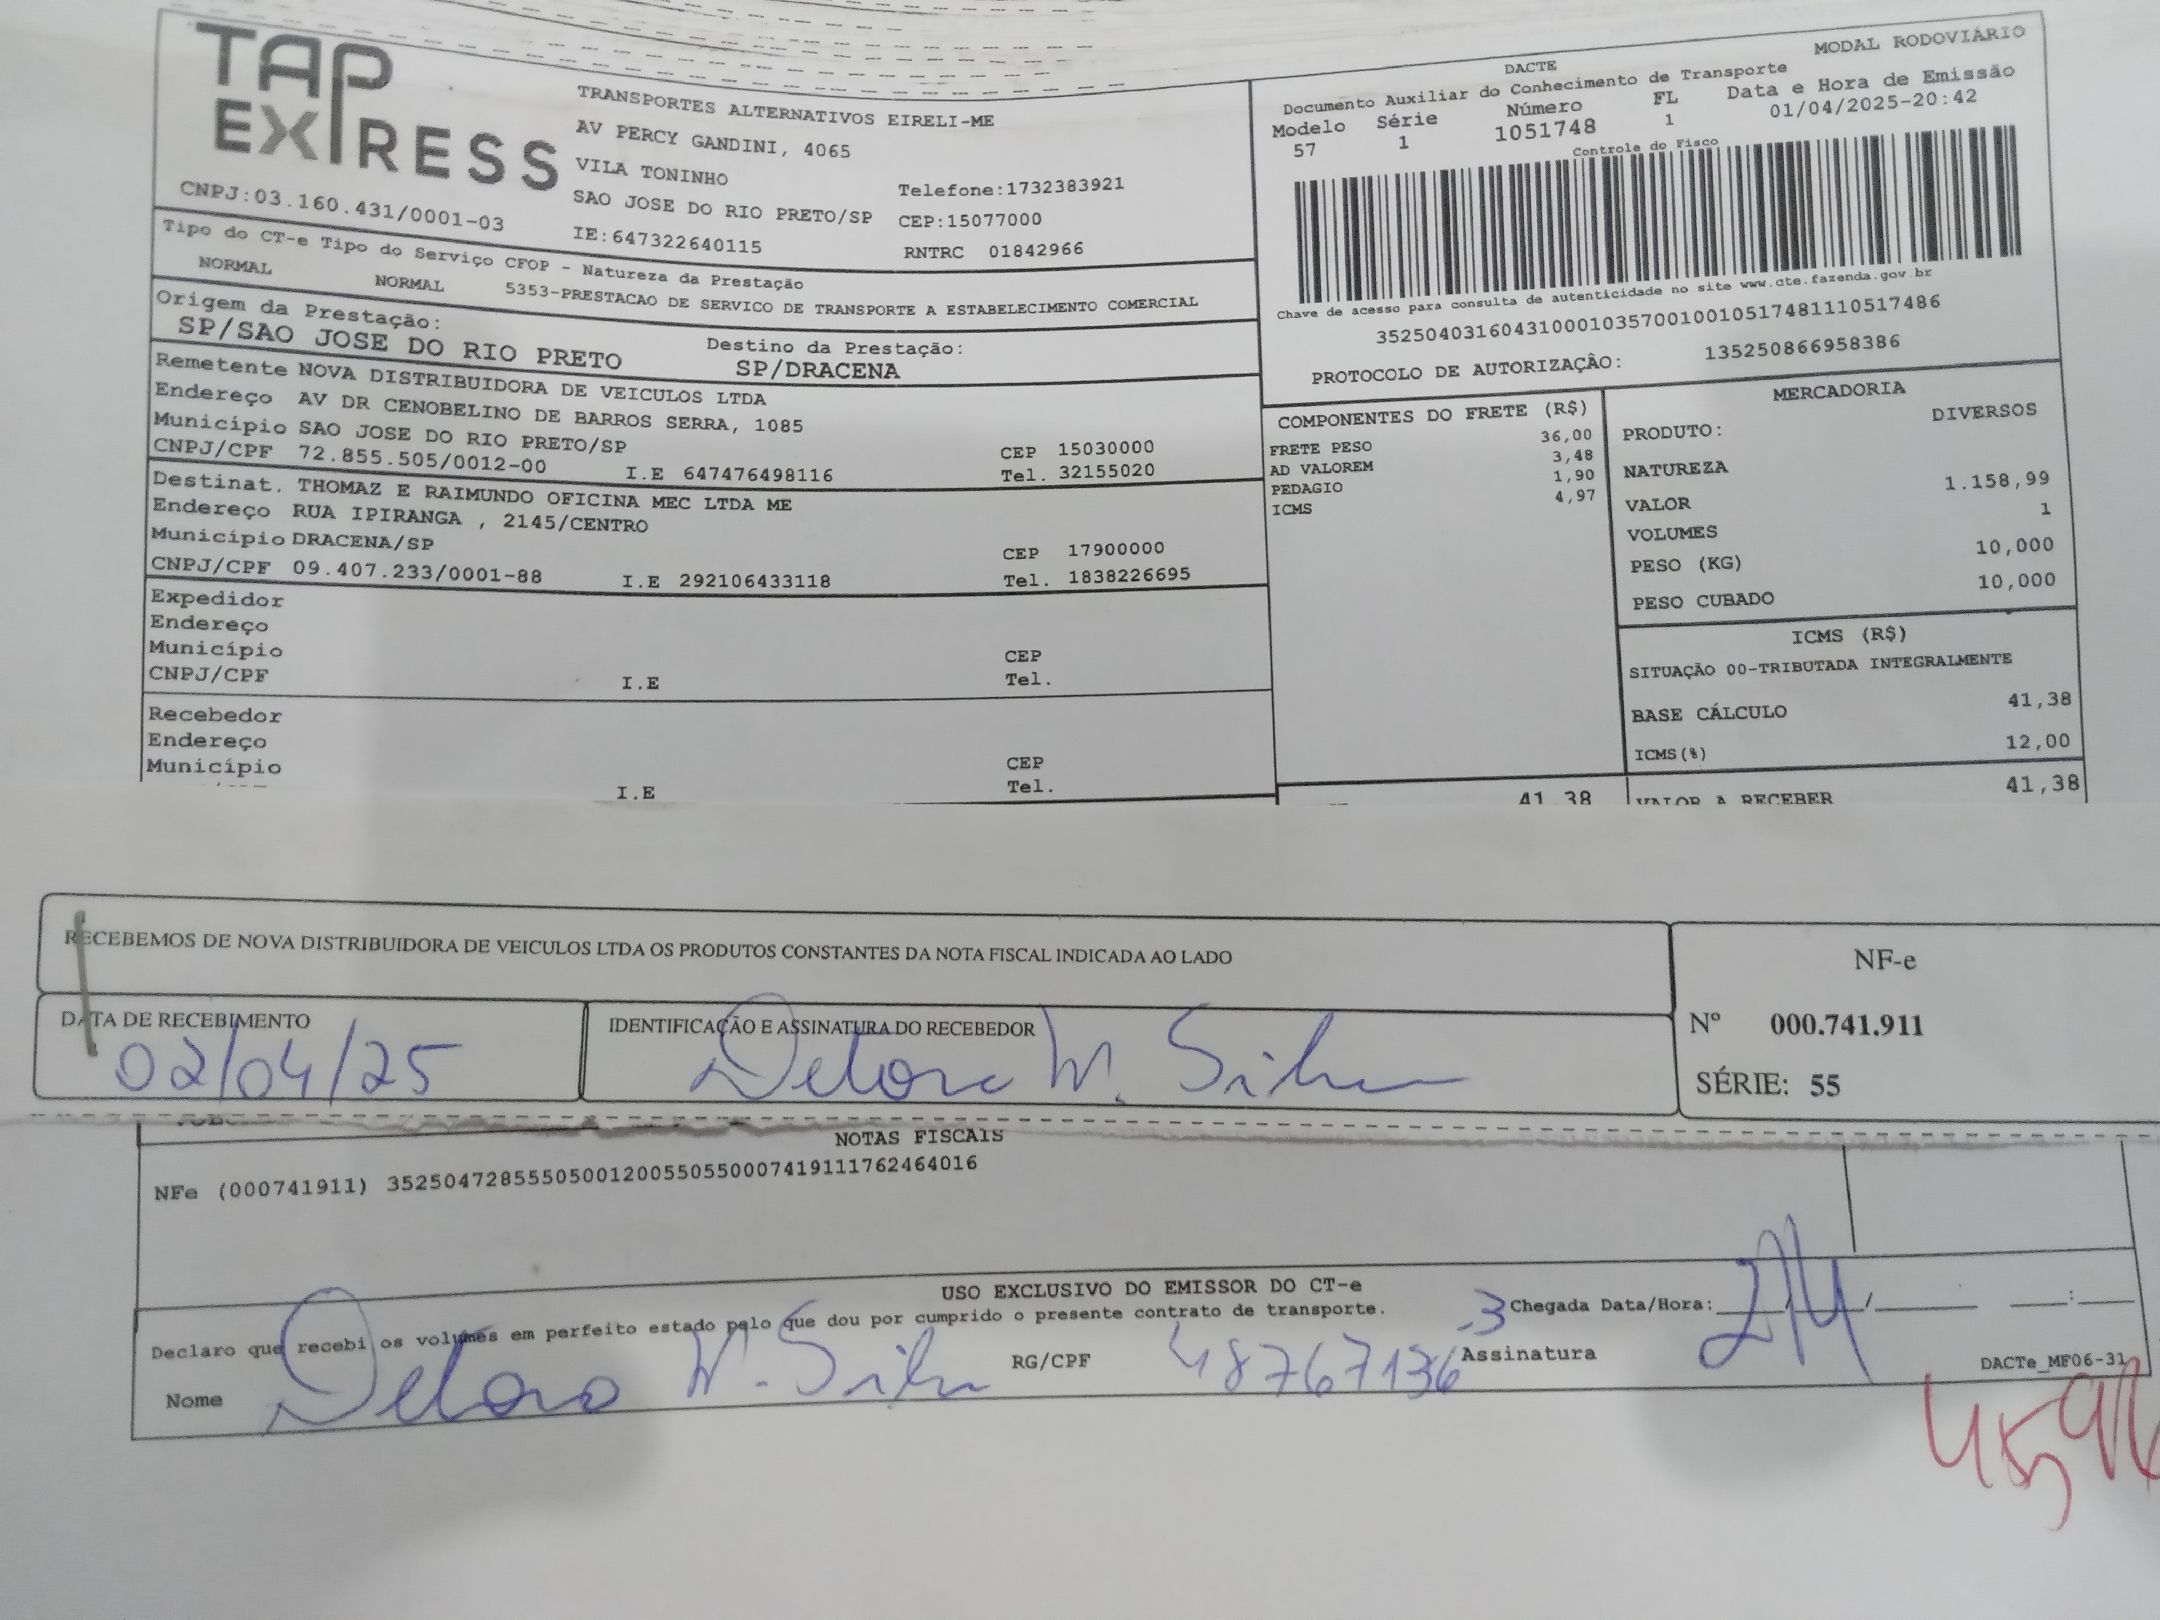 TAP
EXPRESS
CNPJ:03.160.431/0001-03
TRANSPORTES ALTERNATIVOS EIRELI-ME
AV PERCY GANDINI, 4065
VILA TONINHO
SAO JOSE DO RIO PRETO/SP
IE:647322640115
Telefone:1732383921
CEP:15077000
RNTRC 01842966
DACTE
MODAL RODOVIÁRIO
Documento Auxiliar do Conhecimento de Transporte
Modelo Série Número FL Data e Hora de Emissão
57 1 1051748 1 01/04/2025-20:42
Controle do Fisco
Chave de acesso para consulta de autenticidade no site www.cte.fazenda.gov.br
35250403160431000103570010010517481110517486
PROTOCOLO DE AUTORIZAÇÃO: 135250866958386
Tipo do CT-e Tipo do Serviço CFOP - Natureza da Prestação
NORMAL NORMAL 5353-PRESTACAO DE SERVICO DE TRANSPORTE A ESTABELECIMENTO COMERCIAL
Origem da Prestação: Destino da Prestação:
SP/SAO JOSE DO RIO PRETO SP/DRACENA
Remetente NOVA DISTRIBUIDORA DE VEICULOS LTDA
Endereço AV DR CENOBELINO DE BARROS SERRA, 1085
Município SAO JOSE DO RIO PRETO/SP CEP 15030000
CNPJ/CPF 72.855.505/0012-00 I.E 647476498116 Tel. 32155020
Destinat. THOMAZ E RAIMUNDO OFICINA MEC LTDA ME
Endereço RUA IPIRANGA , 2145/CENTRO
Município DRACENA/SP CEP 17900000
CNPJ/CPF 09.407.233/0001-88 I.E 292106433118 Tel. 1838226695
Expedidor
Endereço
Município CEP
CNPJ/CPF I.E Tel.
Recebedor
Endereço
Município CEP
I.E Tel.
COMPONENTES DO FRETE (R$)
FRETE PESO 36,00
AD VALOREM 3,48
PEDAGIO 1,90
ICMS 4,97
41,38
MERCADORIA
PRODUTO: DIVERSOS
NATUREZA
VALOR 1.158,99
VOLUMES 1
PESO (KG) 10,000
PESO CUBADO 10,000
ICMS (R$)
SITUAÇÃO 00-TRIBUTADA INTEGRALMENTE
BASE CÁLCULO 41,38
ICMS(%) 12,00
VALOR A RECEBER 41,38
RECEBEMOS DE NOVA DISTRIBUIDORA DE VEICULOS LTDA OS PRODUTOS CONSTANTES DA NOTA FISCAL INDICADA AO LADO
DATA DE RECEBIMENTO
02/04/25
IDENTIFICAÇÃO E ASSINATURA DO RECEBEDOR
W. Silva
NF-e
Nº 000.741.911
SÉRIE: 55
NOTAS FISCAIS
NFe (000741911) 35250472855505001200550550007419111762464016
USO EXCLUSIVO DO EMISSOR DO CT-e
Declaro que recebi os volumes em perfeito estado pelo que dou por cumprido o presente contrato de transporte.
Chegada Data/Hora:___/___/___ __:__
Nome W. Silva RG/CPF 48767136-3 Assinatura
DACTe_MF06-31